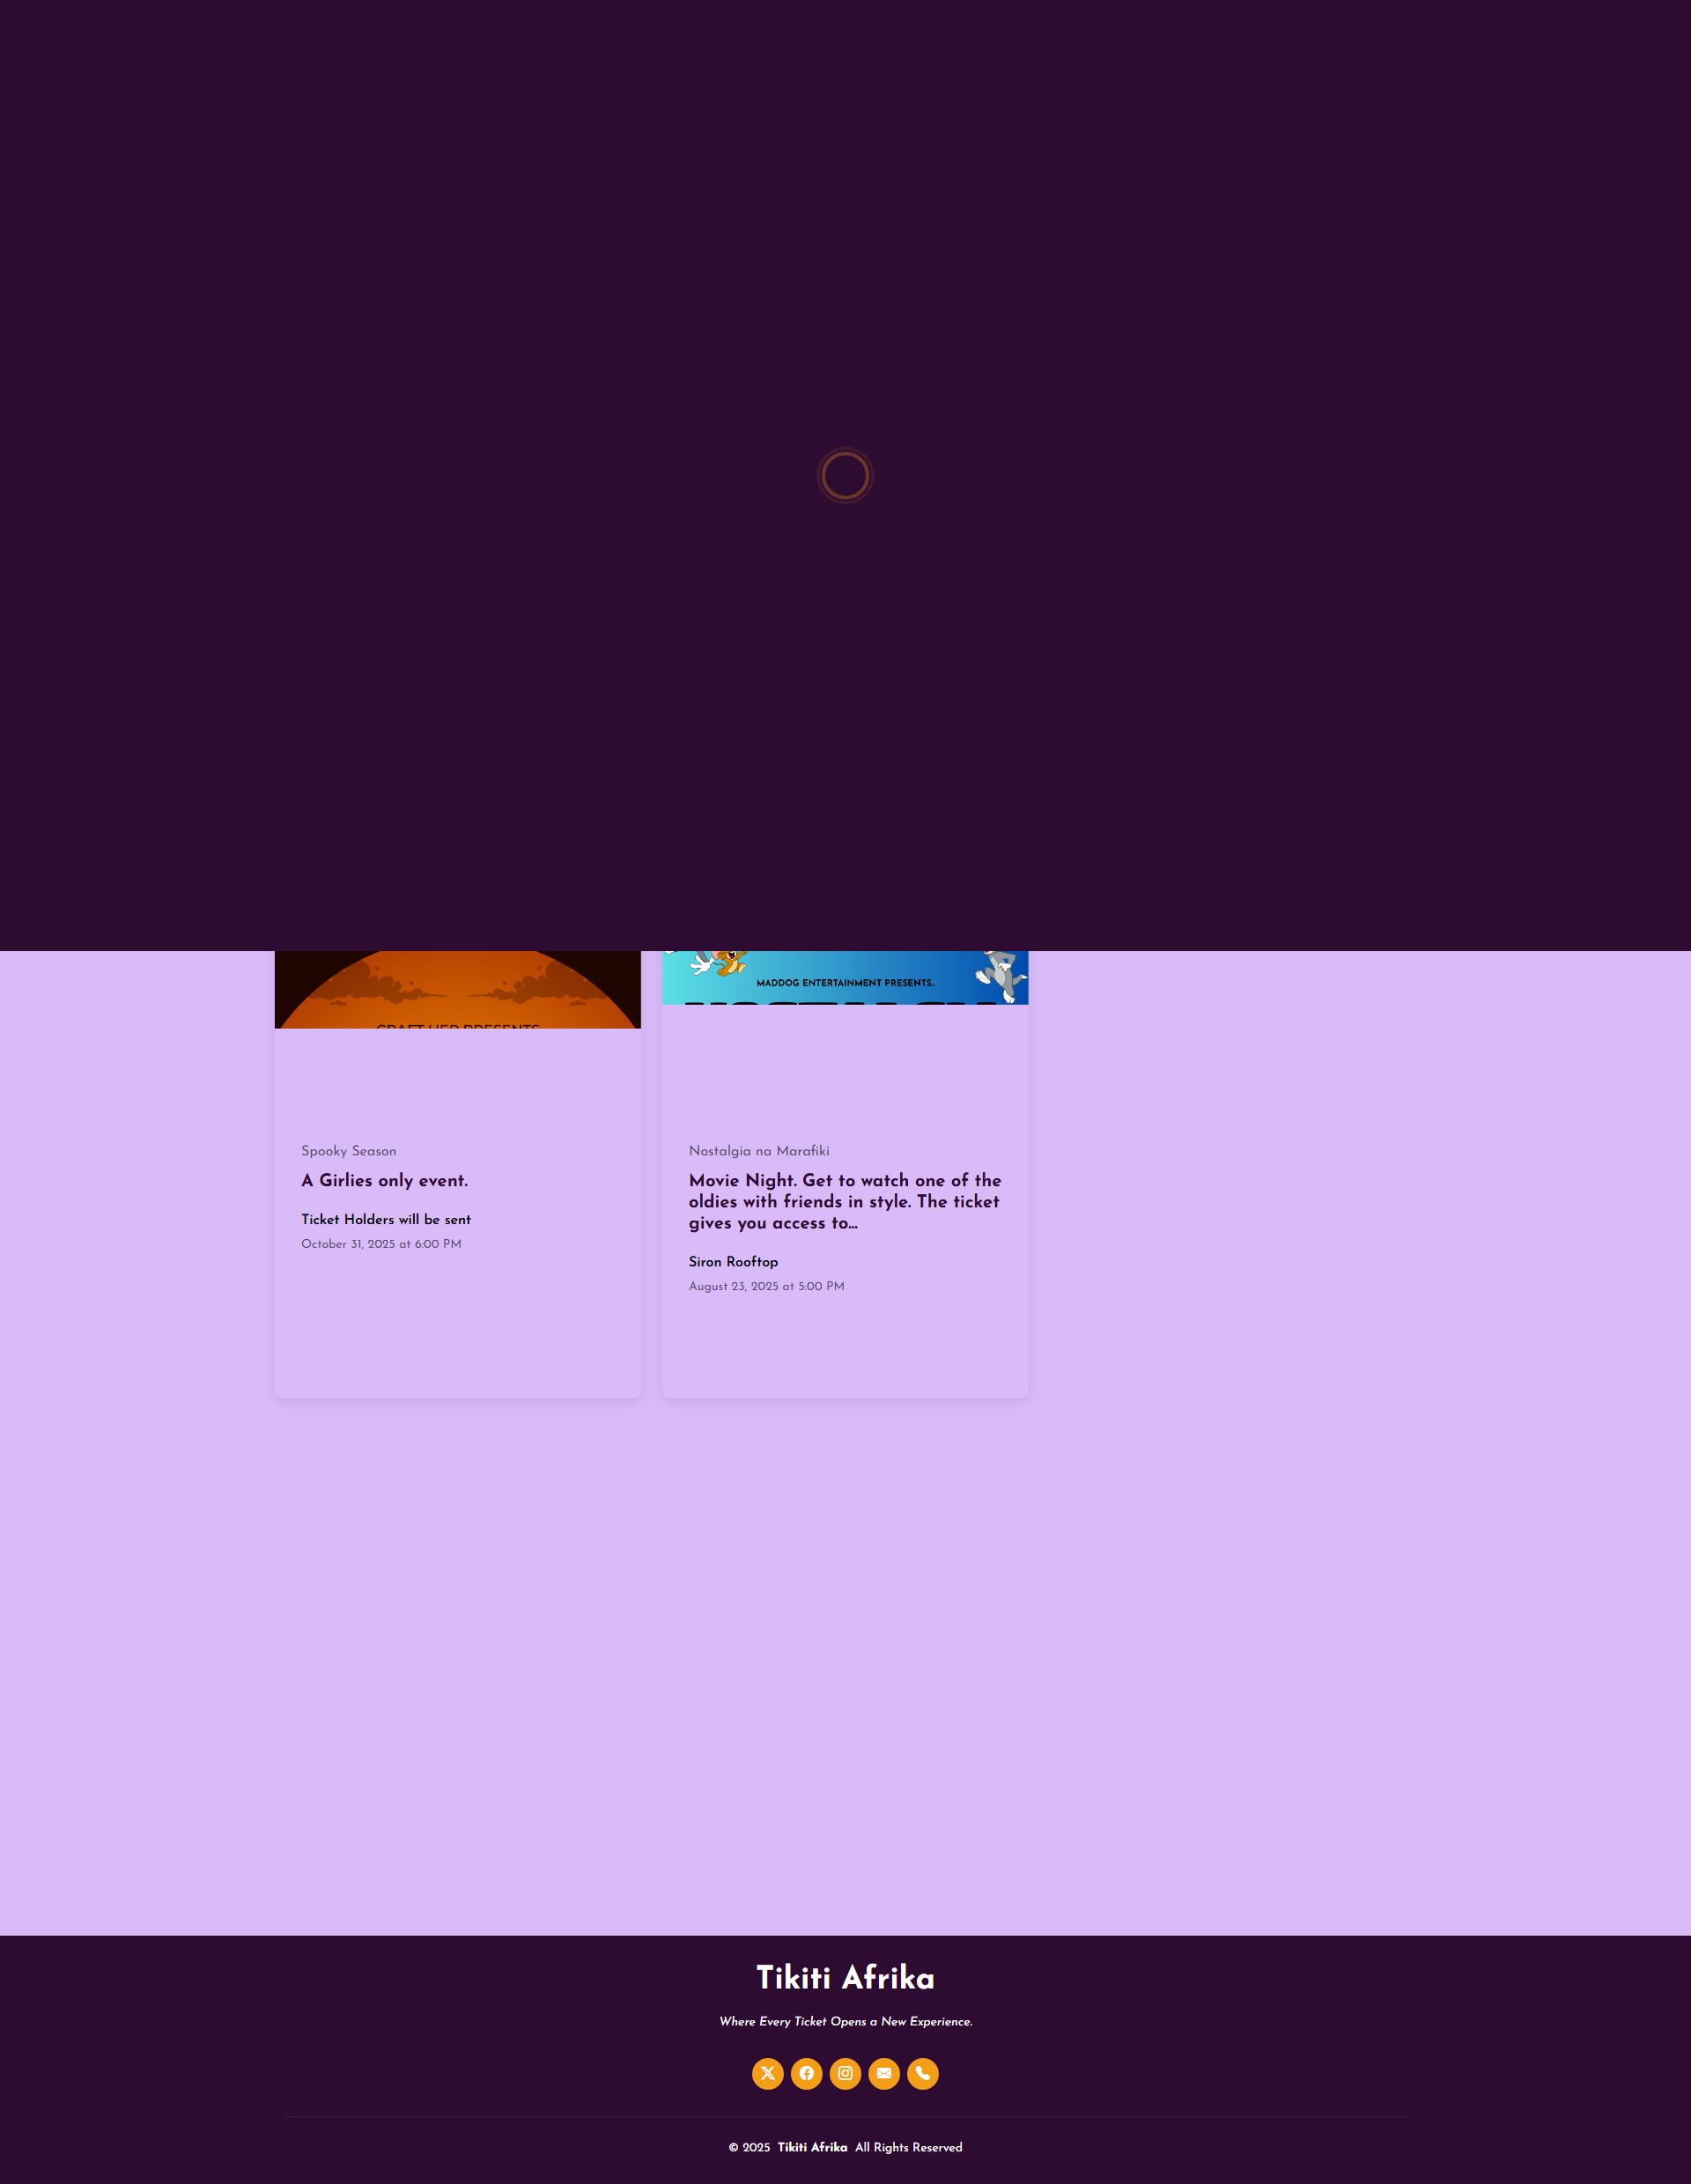 MADDOG ENTERTAINMENT PRESENTS..
CRAFT HER PRESENTS
Spooky Season
A Girlies only event.
Ticket Holders will be sent
October 31, 2025 at 6:00 PM
Nostalgia na Marafiki
Movie Night. Get to watch one of the
oldies with friends in style. The ticket
gives you access to...
Siron Rooftop
August 23, 2025 at 5:00 PM
Tikiti Afrika
Where Every Ticket Opens a New Experience.
© 2025 Tikiti Afrika All Rights Reserved